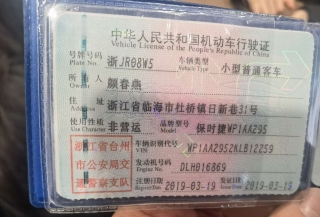 中华人民共和国机动车行驶证
Vehicle License of the People's Republic of China
号牌号码 浙JR08W5 车辆类型 小型普通客车
Plate No. Vehicle Type
所有人 颜春燕
Owner
住址 浙江省临海市杜桥镇日新巷31号
Address
使用性质 非营运 品牌型号 保时捷WP1AA295
Use Character Model
浙江省台州 车辆识别代号
市公安局交 VIN WP1AA2952KLB12259
通警察支队 发动机号码 DLH016869
Engine No.
注册日期 2019-03-19 发证日期 2019-03-19
Register Date Issue Date